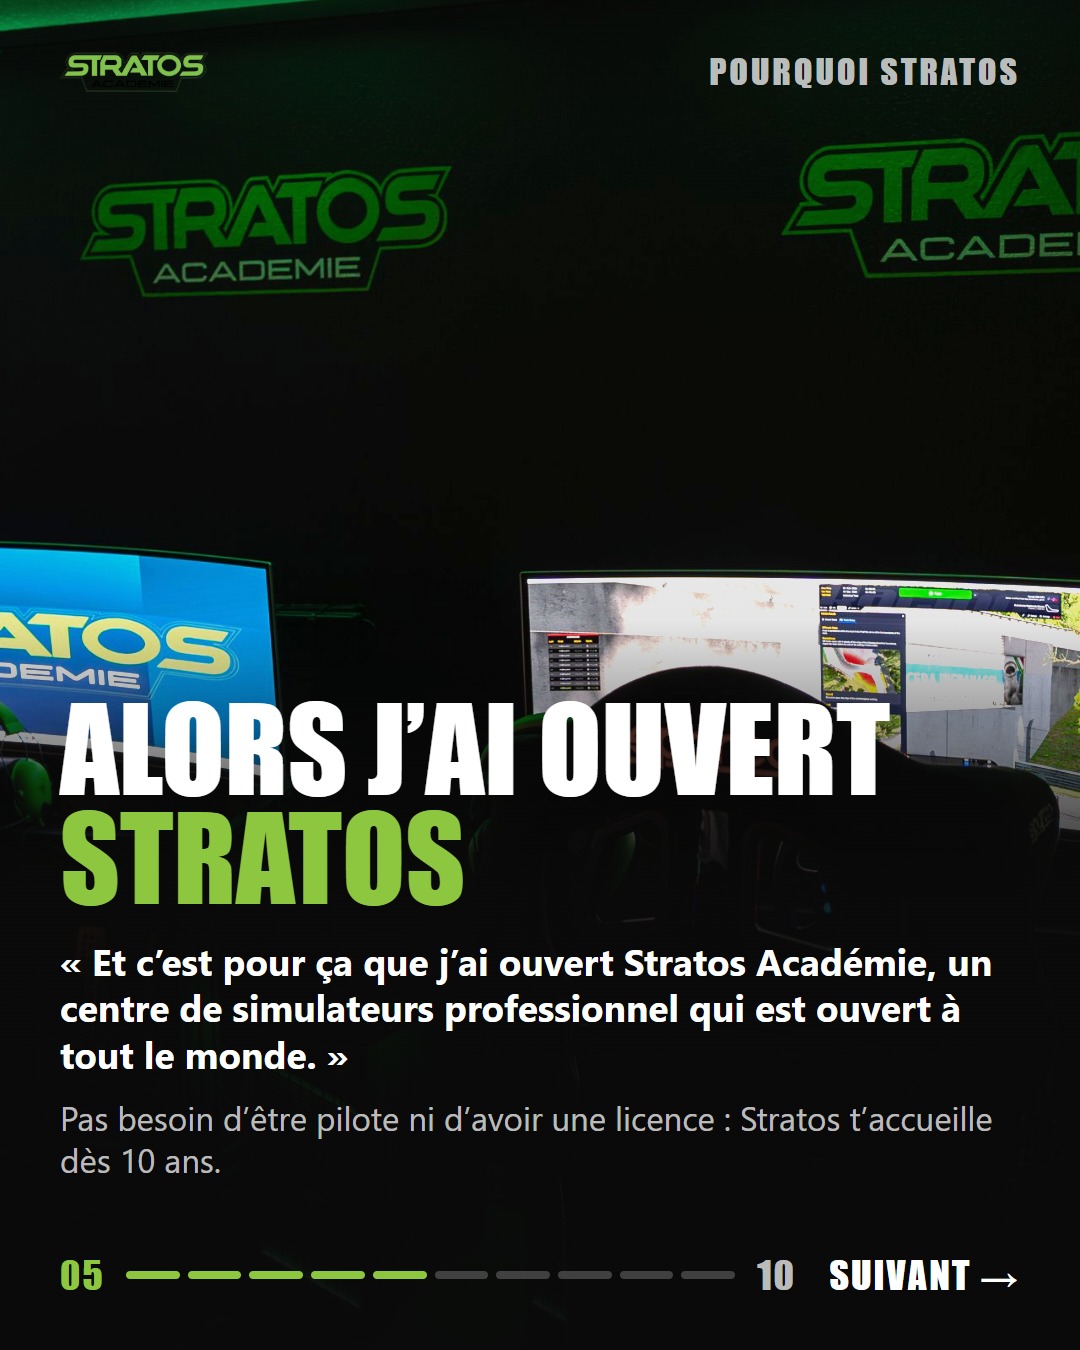 STRATOS
ACADEMIE
POURQUOI STRATOS
STRATOS
ACADEMIE
STRAT
ACADE
ATOS
DEMIE
ALORS J’AI OUVERT
STRATOS
« Et c’est pour ça que j’ai ouvert Stratos Académie, un
centre de simulateurs professionnel qui est ouvert à
tout le monde. »
Pas besoin d’être pilote ni d’avoir une licence : Stratos t’accueille
dès 10 ans.
05
10
SUIVANT →